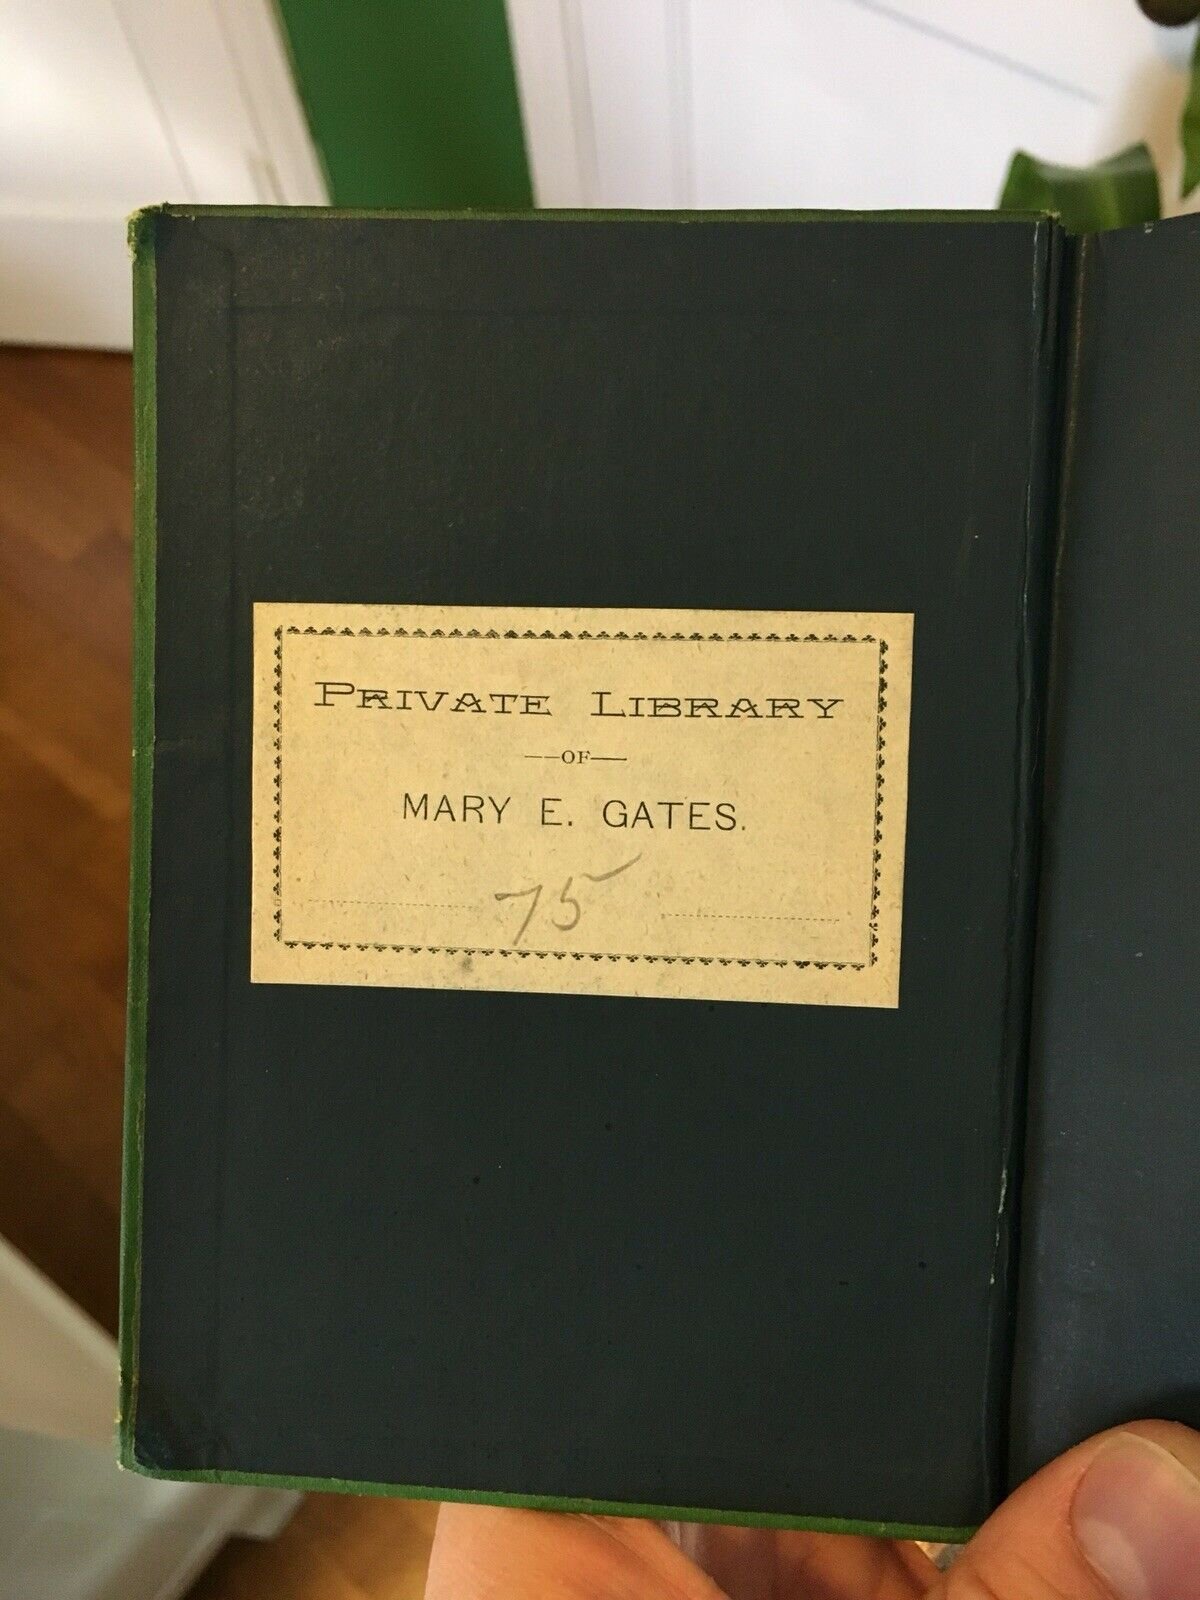 PRIVATE LIBRARY
—OF—
MARY E. GATES.
75